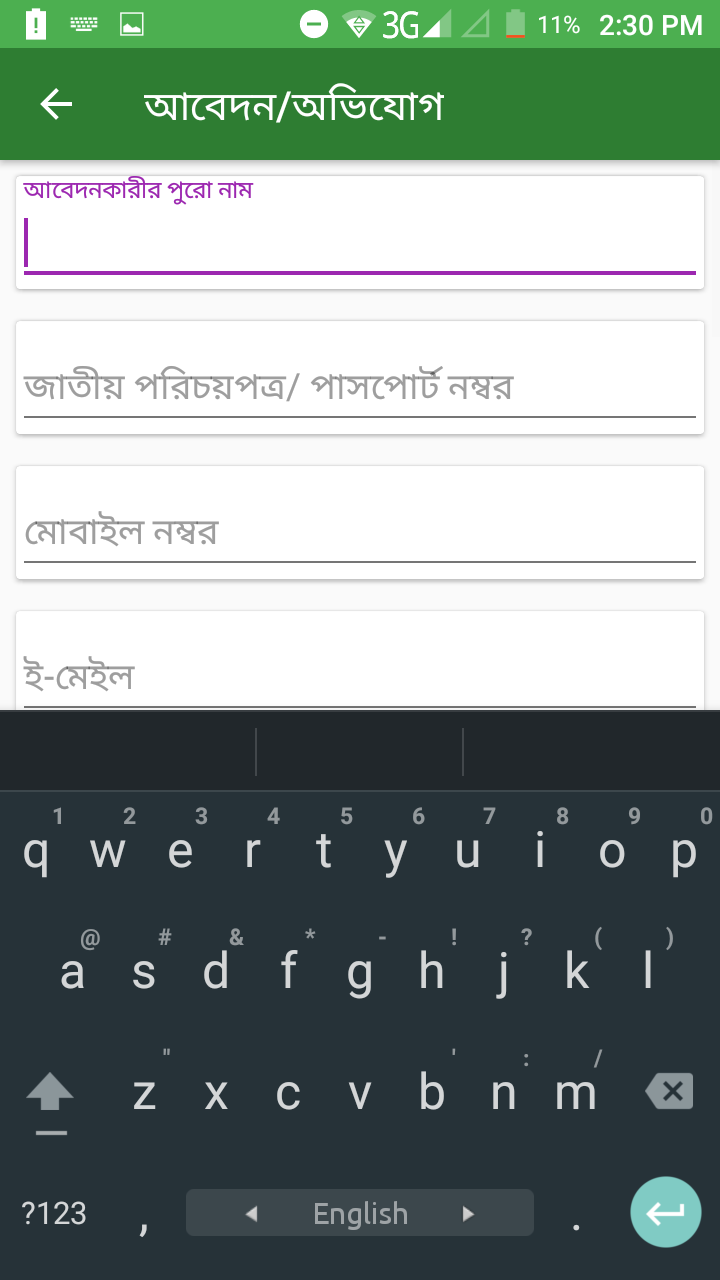 3G 11% 2:30 PM
আবেদন/অভিযোগ
আবেদনকারীর পুরো নাম
জাতীয় পরিচয়পত্র/ পাসপোর্ট নম্বর
মোবাইল নম্বর
ই-মেইল
1 2 3 4 5 6 7 8 9 0
q w e r t y u i o p
@ # & * - ! ? ( )
a s d f g h j k l
" ' : /
z x c v b n m
?123 , English .